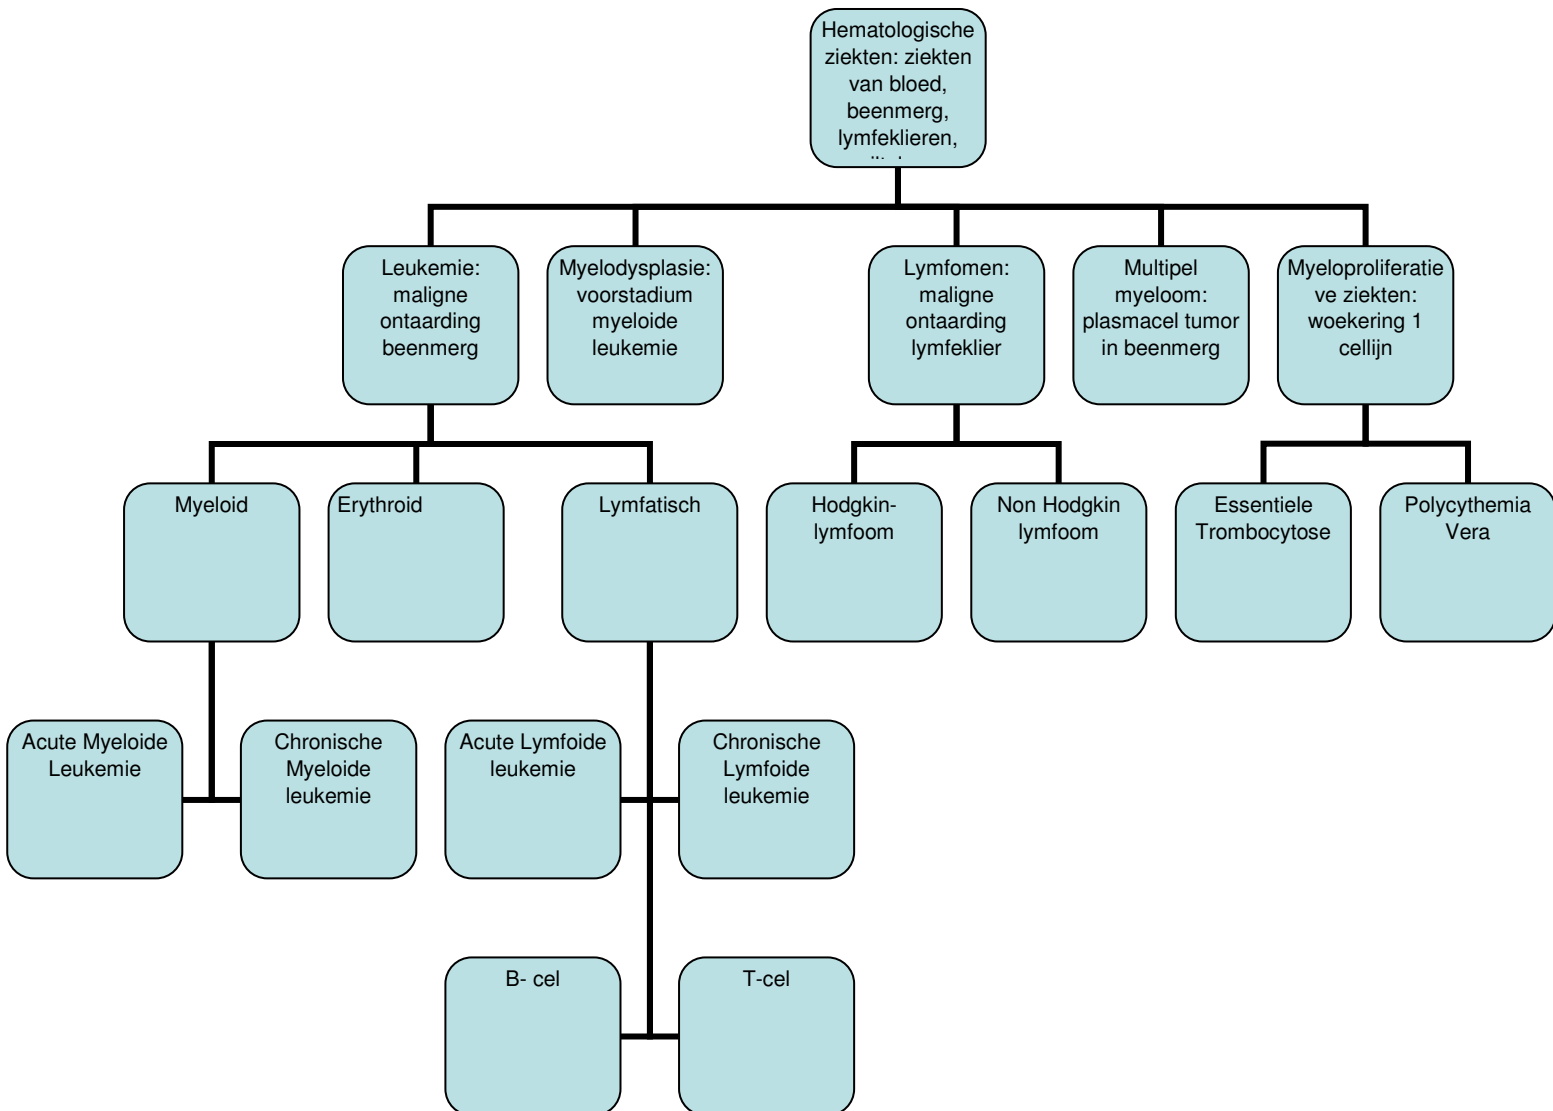 Hematologische
ziekten: ziekten
van bloed,
beenmerg,
lymfeklieren,
Leukemie:
maligne
ontaarding
beenmerg
Myelodysplasie:
voorstadium
myeloide
leukemie
Lymfomen:
maligne
ontaarding
lymfeklier
Multipel
myeloom:
plasmacel tumor
in beenmerg
Myeloproliferatie
ve ziekten:
woekering 1
cellijn
Myeloid
Erythroid
Lymfatisch
Hodgkin-
lymfoom
Non Hodgkin
lymfoom
Essentiele
Trombocytose
Polycythemia
Vera
Acute Myeloide
Leukemie
Chronische
Myeloide
leukemie
Acute Lymfoide
leukemie
Chronische
Lymfoide
leukemie
B- cel
T-cel